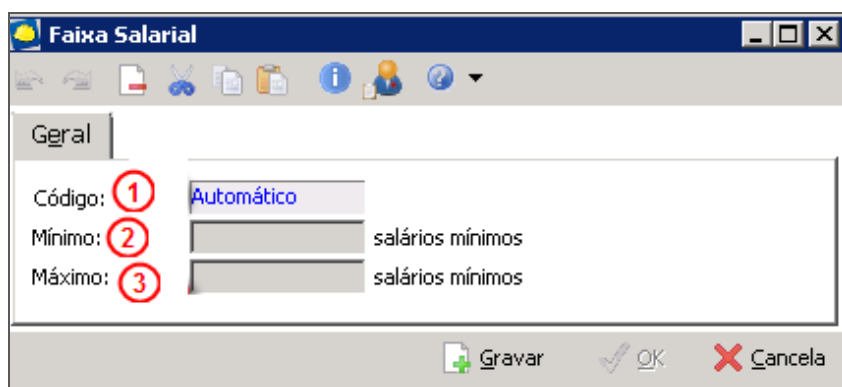 Faixa Salarial
Geral
Código: 1 Automático
Mínimo: 2 salários mínimos
Máximo: 3 salários mínimos
Gravar OK Cancela